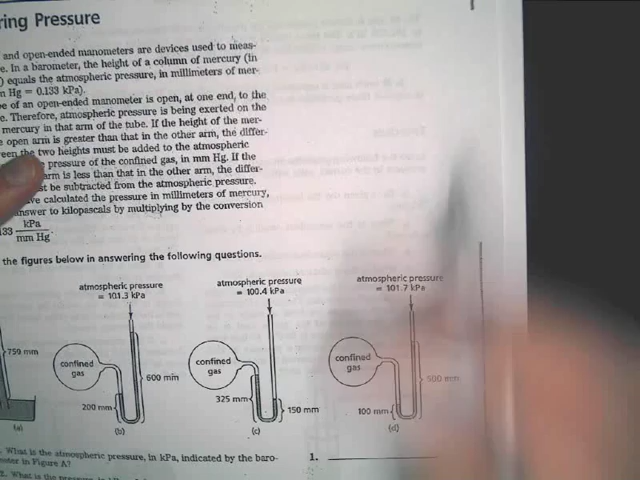 ring Pressure
and open-ended manometers are devices used to meas-
e. In a barometer, the height of a column of mercury (in
) equals the atmospheric pressure, in millimeters of mer-
n Hg = 0.133 kPa).
e of an open-ended manometer is open, at one end, to the
e. Therefore, atmospheric pressure is being exerted on the
mercury in that arm of the tube. If the height of the mer-
e open arm is greater than that in the other arm, the differ-
een the two heights must be added to the atmospheric
pressure of the confined gas, in mm Hg. If the
arm is less than that in the other arm, the differ-
st be subtracted from the atmospheric pressure.
ve calculated the pressure in millimeters of mercury,
answer to kilopascals by multiplying by the conversion
133 kPa
mm Hg
the figures below in answering the following questions.
atmospheric pressure
= 101.3 kPa
atmospheric pressure
= 100.4 kPa
atmospheric pressure
= 101.7 kPa
759 mm
confined
gas
600 mm
200 mm
confined
gas
325 mm
150 mm
confined
gas
500 mm
100 mm
(a)
(b)
(c)
(d)
What is the atmospheric pressure, in kPa, indicated by the baro-
meter in Figure A?
1.
2. What is the